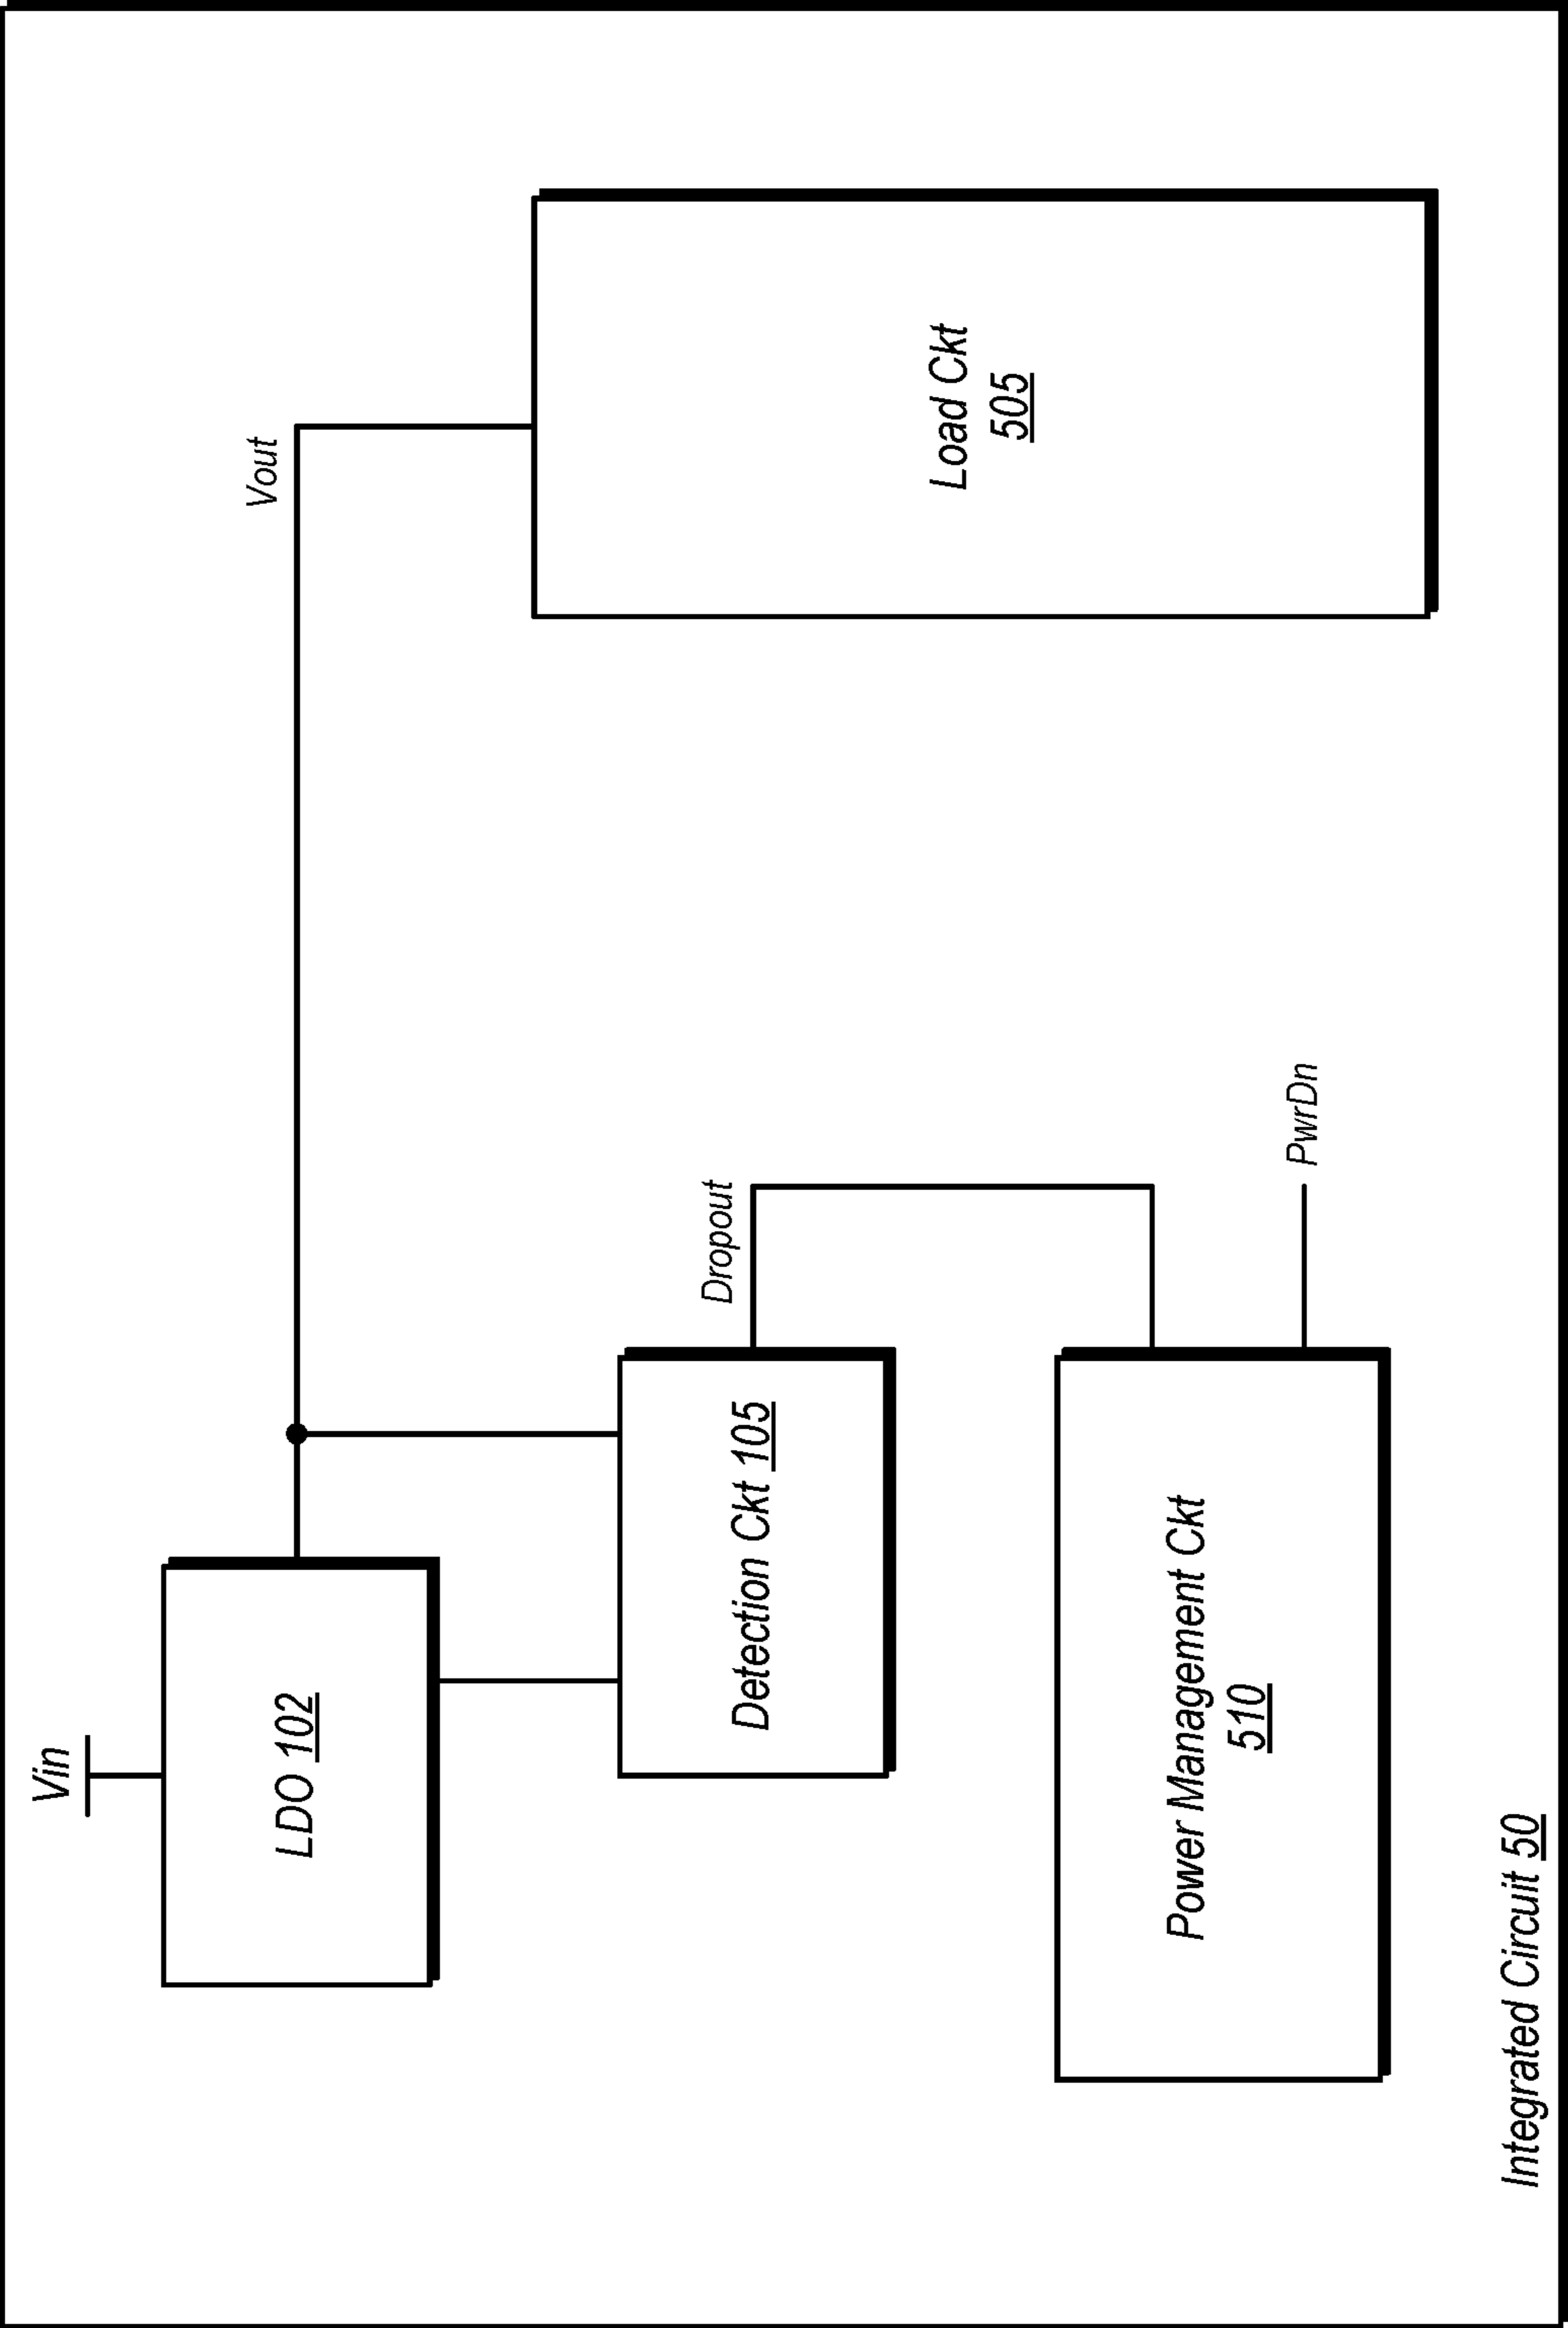 Vin
LDO 102
Vout
Detection Ckt 105
Dropout
Load Ckt
505
Power Management Ckt
510
PwrDn
Integrated Circuit 50